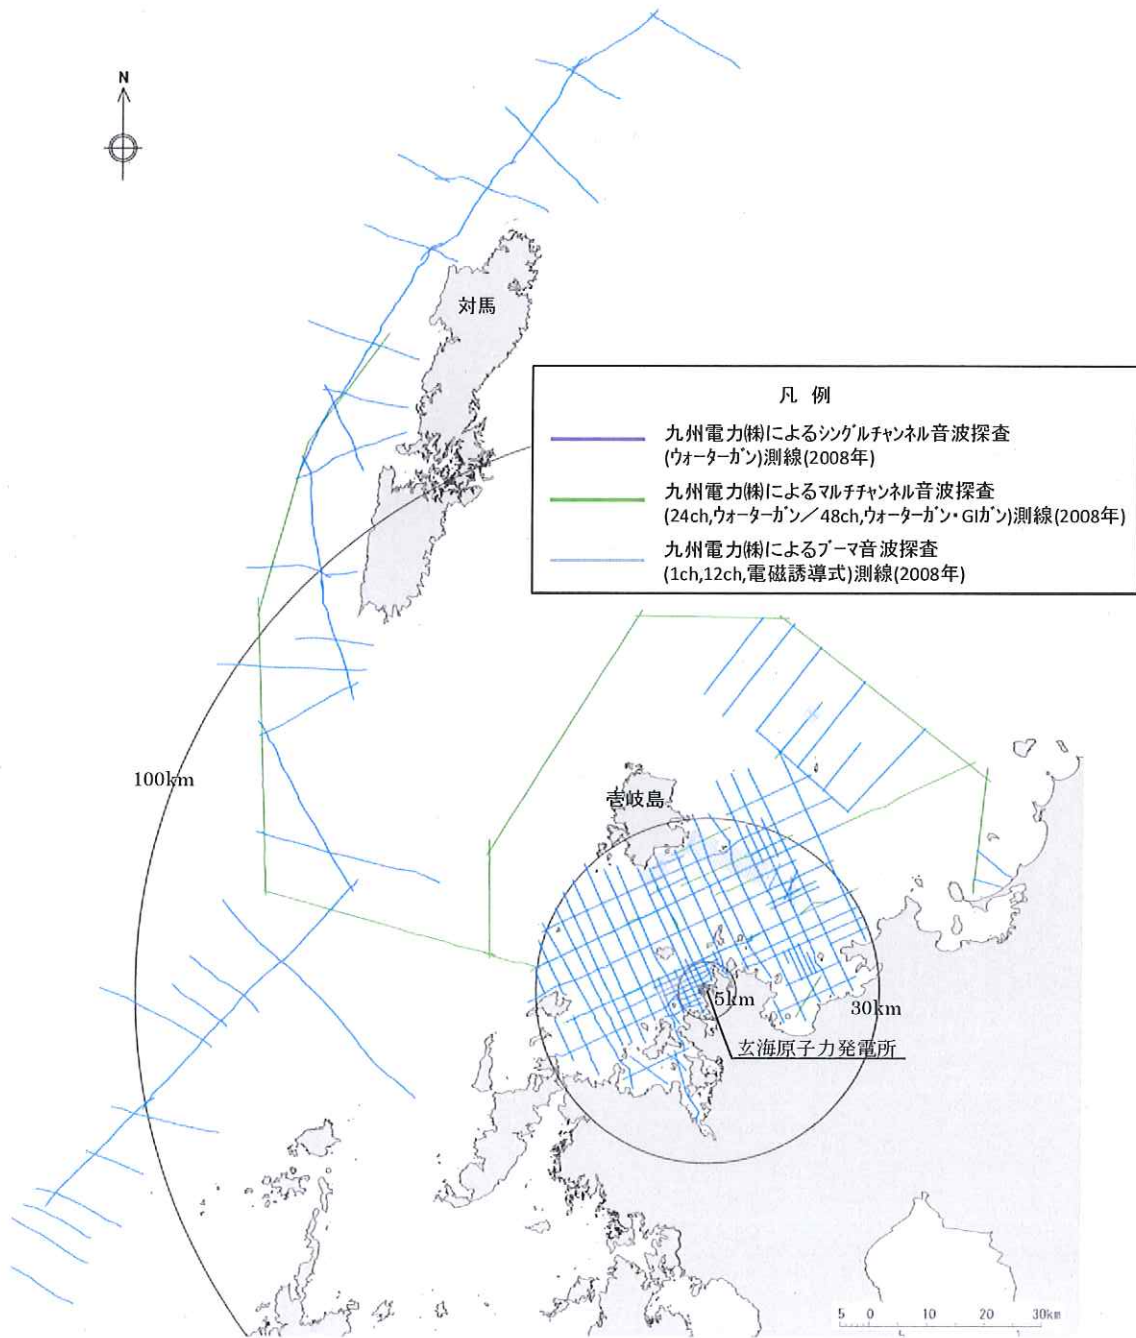 N
対馬
凡 例
九州電力㈱によるシングルチャンネル音波探査
(ウォーターガン)測線(2008年)
九州電力㈱によるマルチチャンネル音波探査
(24ch,ウォーターガン／48ch,ウォーターガン・GIガン)測線(2008年)
九州電力㈱によるブーマ音波探査
(1ch,12ch,電磁誘導式)測線(2008年)
100km
壱岐島
5km
30km
玄海原子力発電所
5 0 10 20 30km